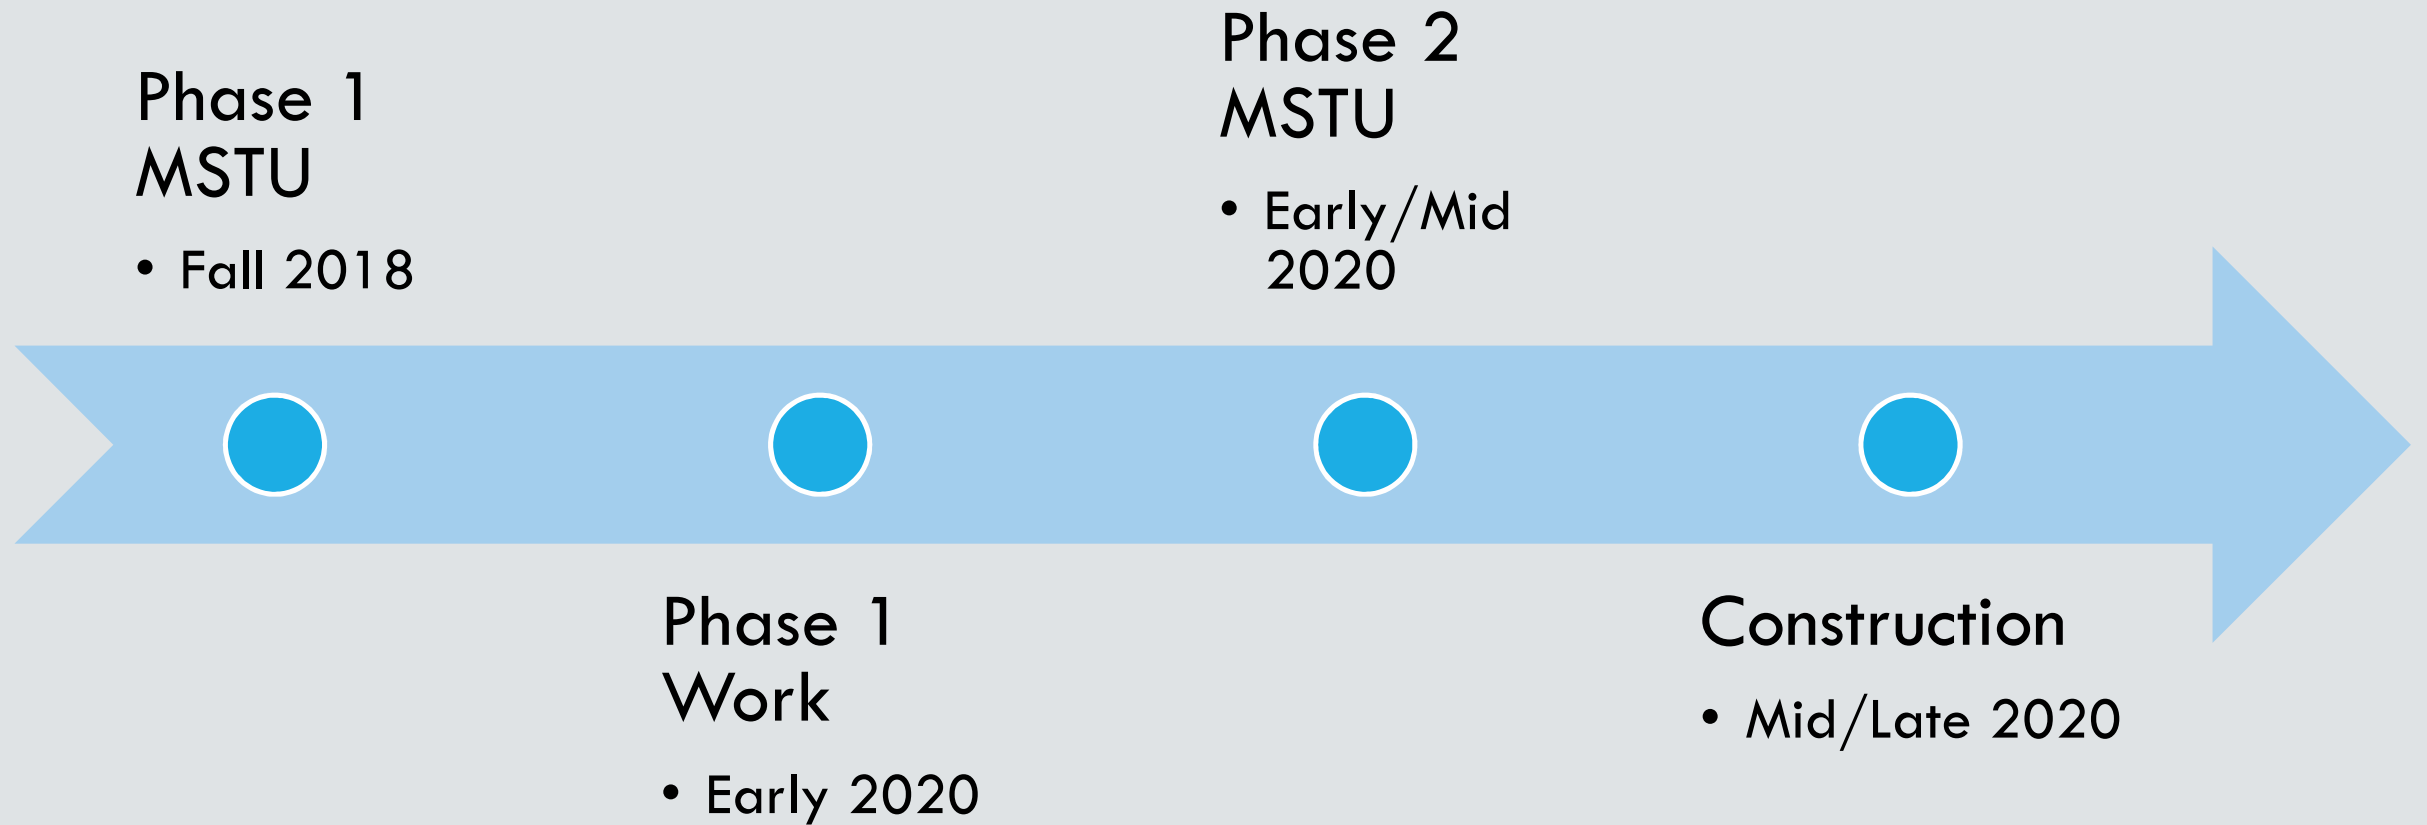 Phase 1
MSTU
• Fall 2018
Phase 1
Work
• Early 2020
Phase 2
MSTU
• Early/Mid
2020
Construction
• Mid/Late 2020